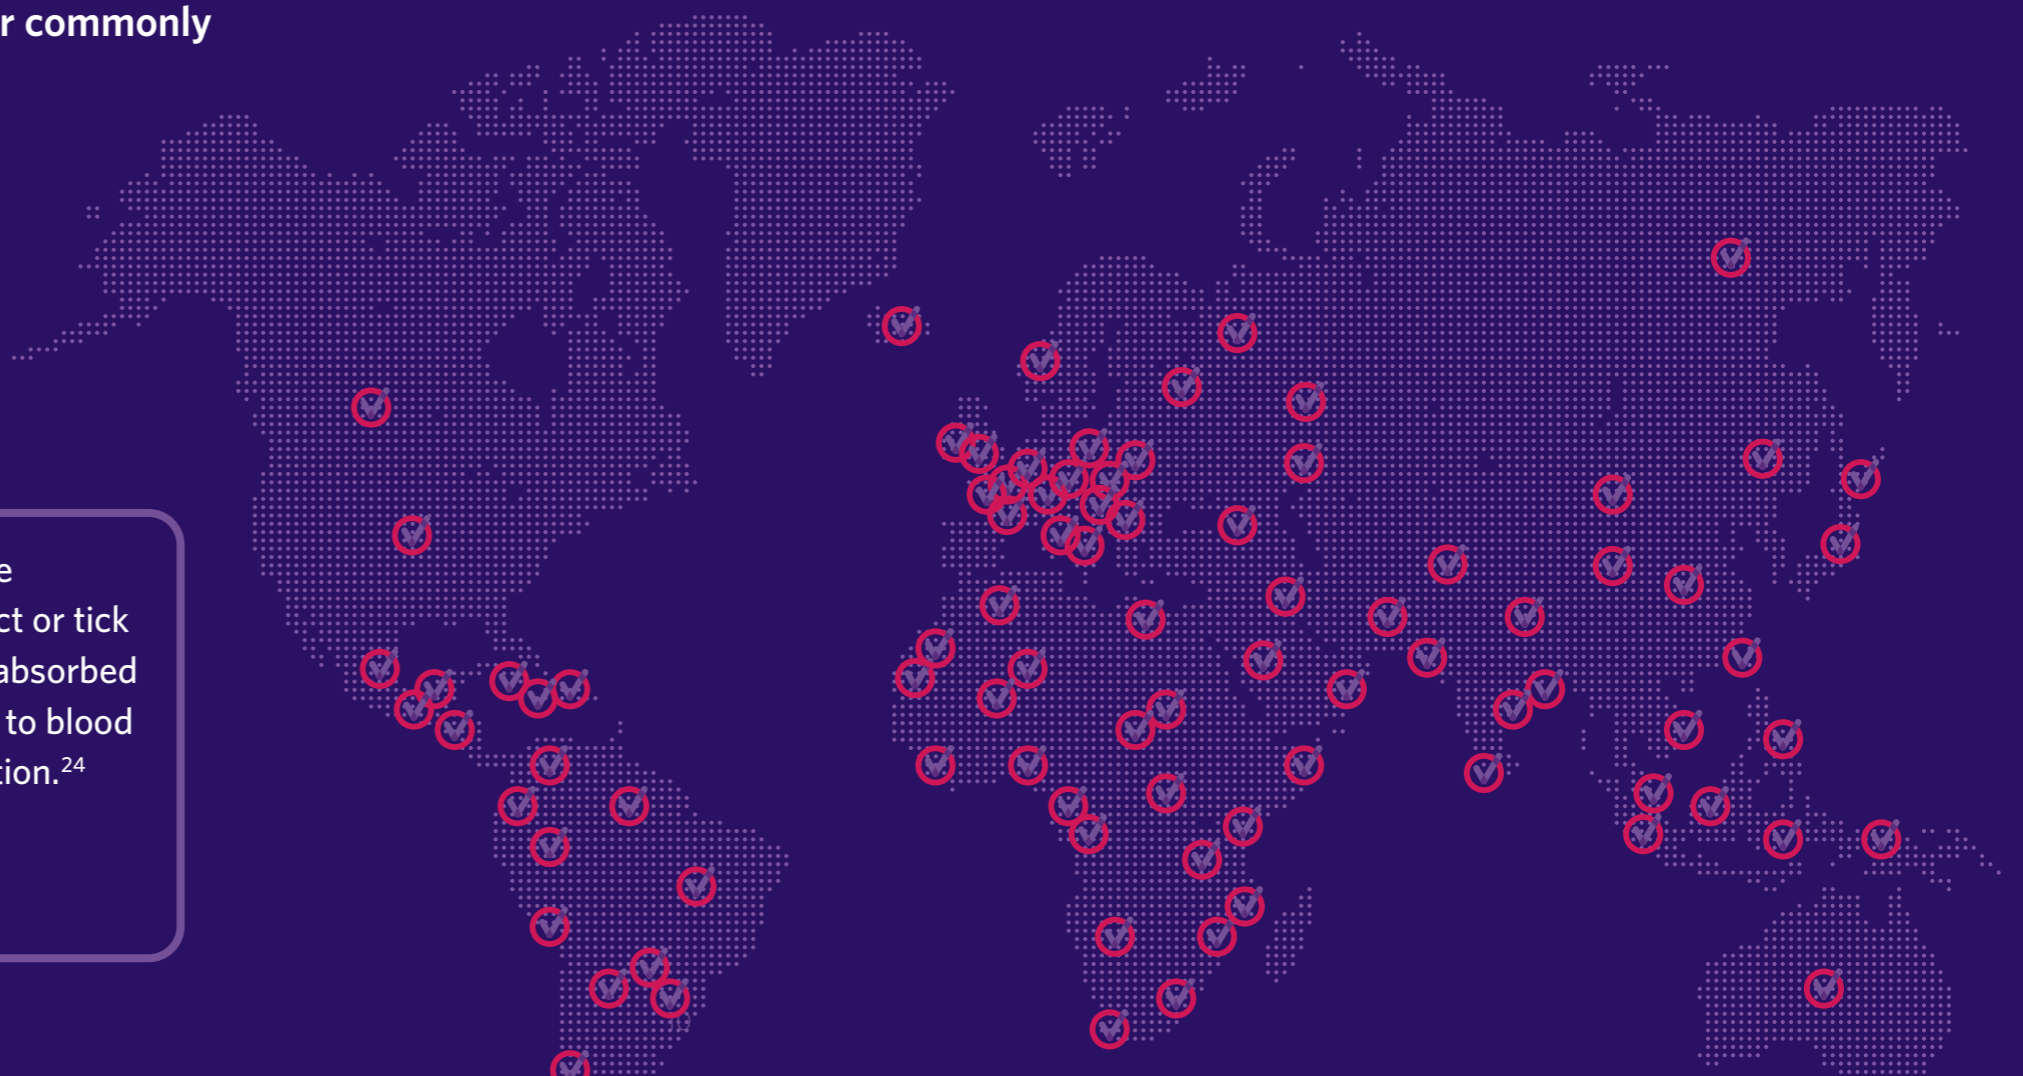 r commonly
e
ct or tick
absorbed
to blood
tion.24